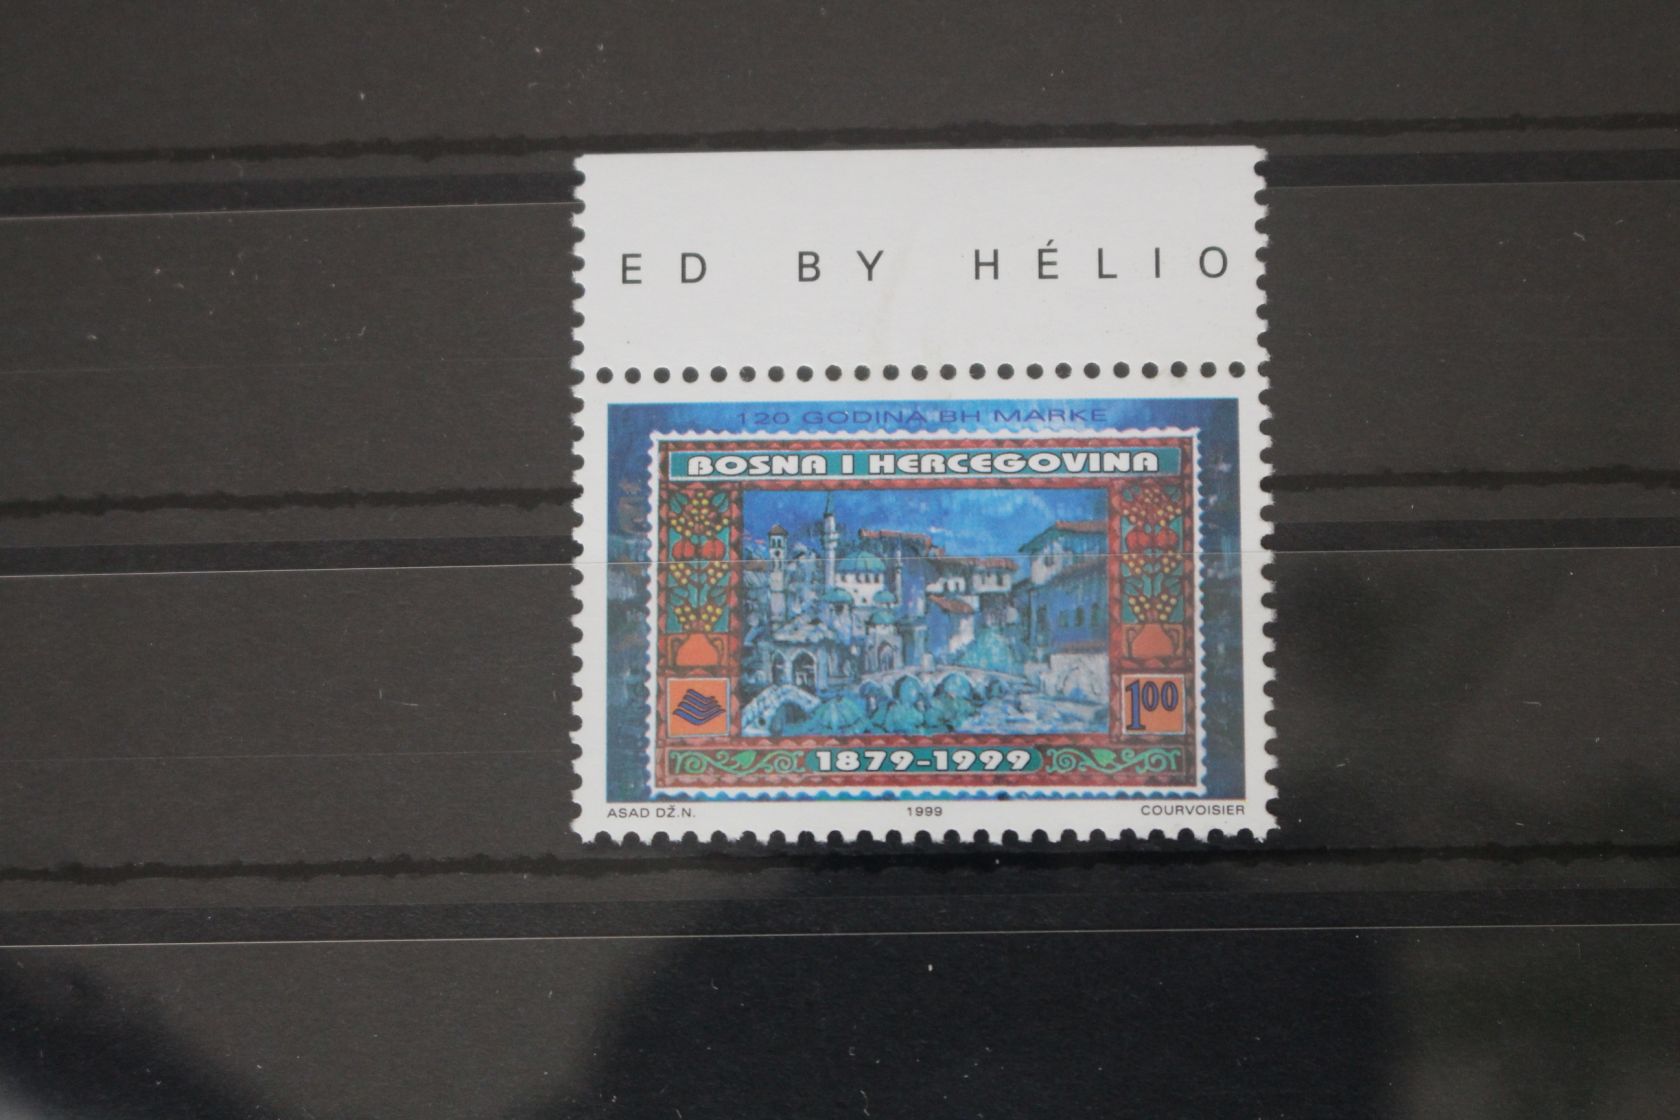 ED BY HÉLIO
120 GODINA BH MARKE
BOSNA I HERCEGOVINA
1.00
1879-1999
ASAD DŽ.N. 1999 COURVOISIER